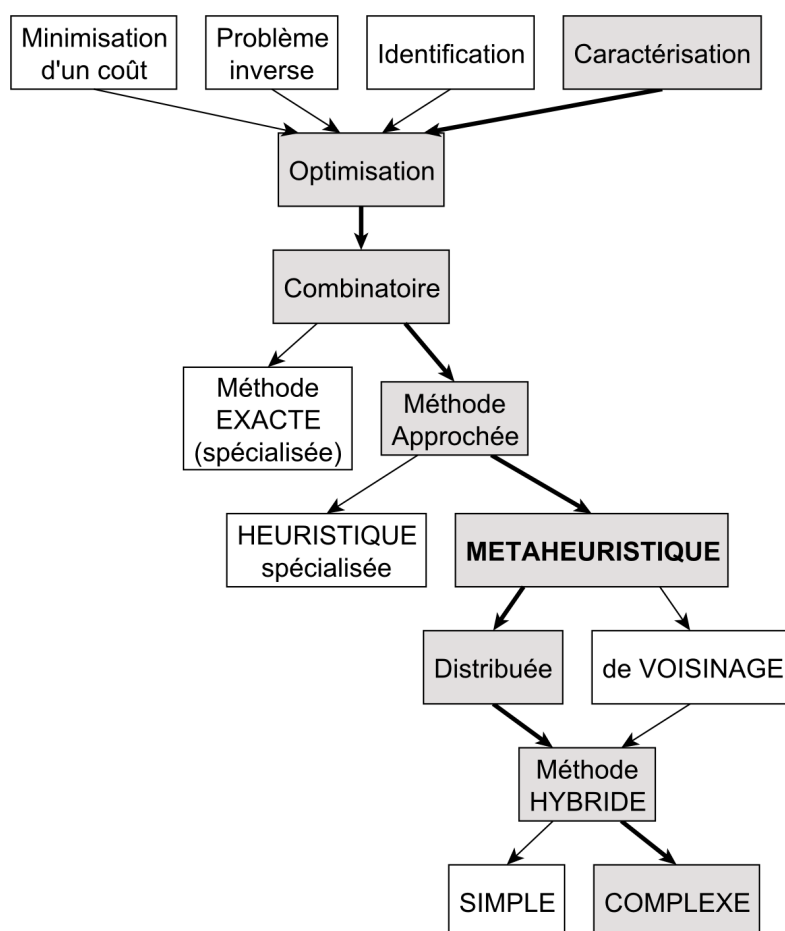 Minimisation
d'un coût
Problème
inverse
Identification
Caractérisation
Optimisation
Combinatoire
Méthode
EXACTE
(spécialisée)
Méthode
Approchée
HEURISTIQUE
spécialisée
METAHEURISTIQUE
Distribuée
de VOISINAGE
Méthode
HYBRIDE
SIMPLE
COMPLEXE